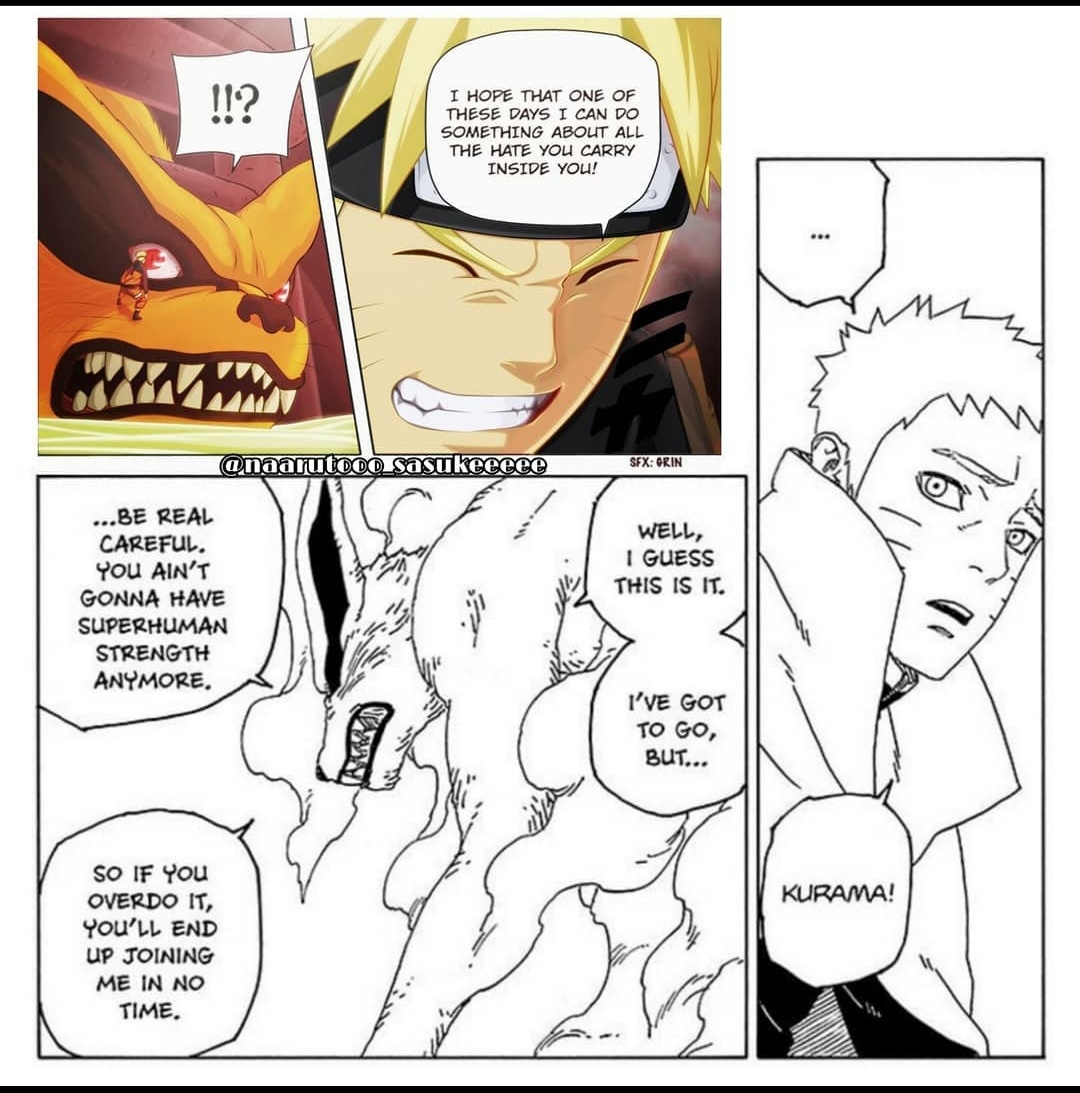 !!?
I HOPE THAT ONE OF
THESE DAYS I CAN DO
SOMETHING ABOUT ALL
THE HATE YOU CARRY
INSIDE YOU!
ガ
@naarutooo_sasukeeeee
SFX: GRIN
...
KURAMA!
WELL,
I GUESS
THIS IS IT.
I'VE GOT
TO GO,
BUT...
...BE REAL
CAREFUL.
YOU AIN'T
GONNA HAVE
SUPERHUMAN
STRENGTH
ANYMORE.
SO IF YOU
OVERDO IT,
YOU'LL END
UP JOINING
ME IN NO
TIME.